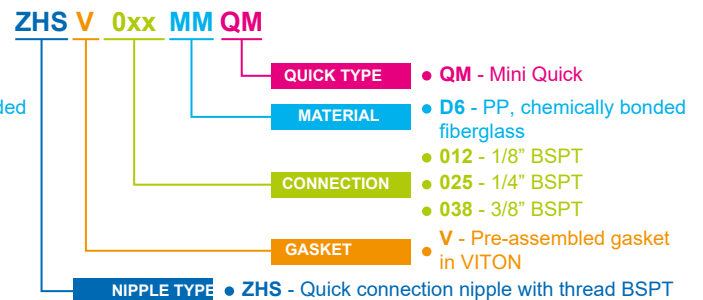 ZHS V 0xx MM QM
QUICK TYPE
• QM - Mini Quick
ded
MATERIAL
• D6 - PP, chemically bonded
fiberglass
• 012 - 1/8” BSPT
CONNECTION
• 025 - 1/4” BSPT
• 038 - 3/8” BSPT
GASKET
• V - Pre-assembled gasket
in VITON
NIPPLE TYPE
• ZHS - Quick connection nipple with thread BSPT